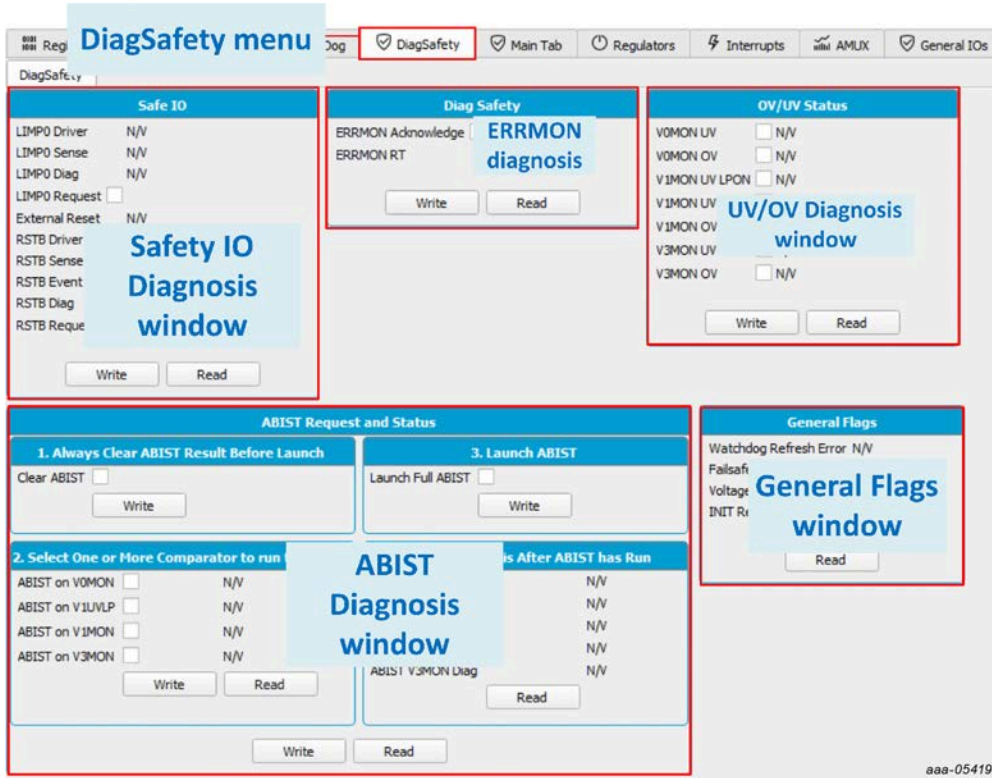 DiagSafety menu
DiagSafety
Main Tab
Regulators
Interrupts
AMUX
General IOs
DiagSafety
Safe IO
LIMP0 Driver N/V
LIMP0 Sense N/V
LIMP0 Diag N/V
LIMP0 Request
External Reset N/V
RSTB Driver
RSTB Sense
RSTB Event
RSTB Diag
Safety IO
Diagnosis
window
Write Read
Diag Safety
ERRMON Acknowledge
ERRMON RT
ERRMON
diagnosis
Write Read
OV/UV Status
V0MON UV N/V
V0MON OV N/V
V1MON UV LPON N/V
V1MON UV
V1MON OV
V3MON UV
V3MON OV N/V
UV/OV Diagnosis
window
Write Read
ABIST Request and Status
1. Always Clear ABIST Result Before Launch
Clear ABIST
Write
3. Launch ABIST
Launch Full ABIST
Write
2. Select One or More Comparator to run
ABIST on V0MON N/V
ABIST on V1UVLP N/V
ABIST on V1MON N/V
ABIST on V3MON N/V
Write Read
After ABIST has Run
N/V
N/V
N/V
N/V
ABIST V3MON Diag N/V
Read
ABIST
Diagnosis
window
Write Read
General Flags
Watchdog Refresh Error N/V
Voltage
INIT
General Flags
window
Read
aaa-05419